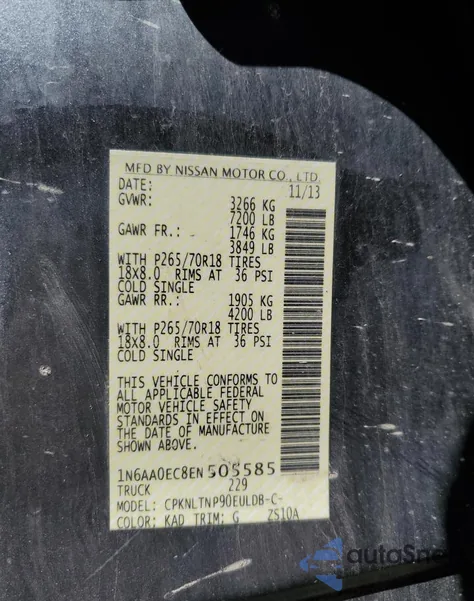 MFD BY NISSAN MOTOR CO., LTD.
DATE: 11/13
GVWR: 3266 KG
7200 LB
GAWR FR.: 1746 KG
3849 LB
WITH P265/70R18 TIRES
18X8.0 RIMS AT 36 PSI
COLD SINGLE
GAWR RR.: 1905 KG
4200 LB
WITH P265/70R18 TIRES
18X8.0 RIMS AT 36 PSI
COLD SINGLE
THIS VEHICLE CONFORMS TO
ALL APPLICABLE FEDERAL
MOTOR VEHICLE SAFETY
STANDARDS IN EFFECT ON
THE DATE OF MANUFACTURE
SHOWN ABOVE.
1N6AA0EC8EN 505585
TRUCK 229
MODEL: CPKNLTNP90EULDB-C-
COLOR: KAD TRIM: G ZS10A